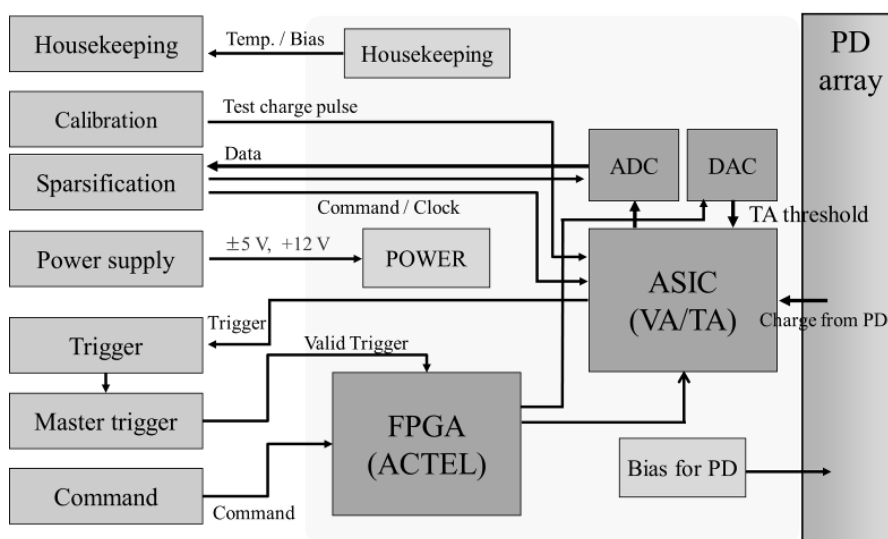 Housekeeping
Temp. / Bias
Housekeeping
PD
array
Calibration
Test charge pulse
Data
ADC
DAC
Sparsification
Command / Clock
TA threshold
Power supply
±5 V, +12 V
POWER
ASIC
(VA/TA)
Charge from PD
Trigger
Trigger
Valid Trigger
Master trigger
FPGA
(ACTEL)
Bias for PD
Command
Command